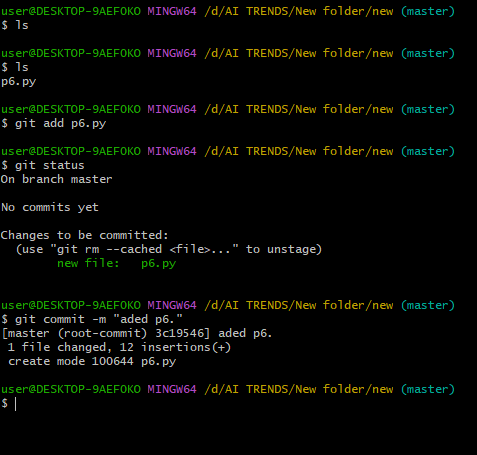 user@DESKTOP-9AEFOKO MINGW64 /d/AI TRENDS/New folder/new (master)
$ ls
user@DESKTOP-9AEFOKO MINGW64 /d/AI TRENDS/New folder/new (master)
$ ls
p6.py
user@DESKTOP-9AEFOKO MINGW64 /d/AI TRENDS/New folder/new (master)
$ git add p6.py
user@DESKTOP-9AEFOKO MINGW64 /d/AI TRENDS/New folder/new (master)
$ git status
On branch master
No commits yet
Changes to be committed:
  (use "git rm --cached <file>..." to unstage)
        new file:   p6.py
user@DESKTOP-9AEFOKO MINGW64 /d/AI TRENDS/New folder/new (master)
$ git commit -m "aded p6."
[master (root-commit) 3c19546] aded p6.
 1 file changed, 12 insertions(+)
 create mode 100644 p6.py
user@DESKTOP-9AEFOKO MINGW64 /d/AI TRENDS/New folder/new (master)
$